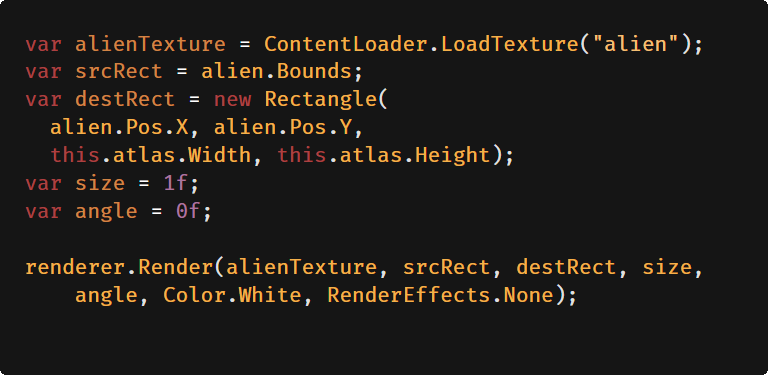 var alienTexture = ContentLoader.LoadTexture("alien");
var srcRect = alien.Bounds;
var destRect = new Rectangle(
  alien.Pos.X, alien.Pos.Y,
  this.atlas.Width, this.atlas.Height);
var size = 1f;
var angle = 0f;

renderer.Render(alienTexture, srcRect, destRect, size,
    angle, Color.White, RenderEffects.None);